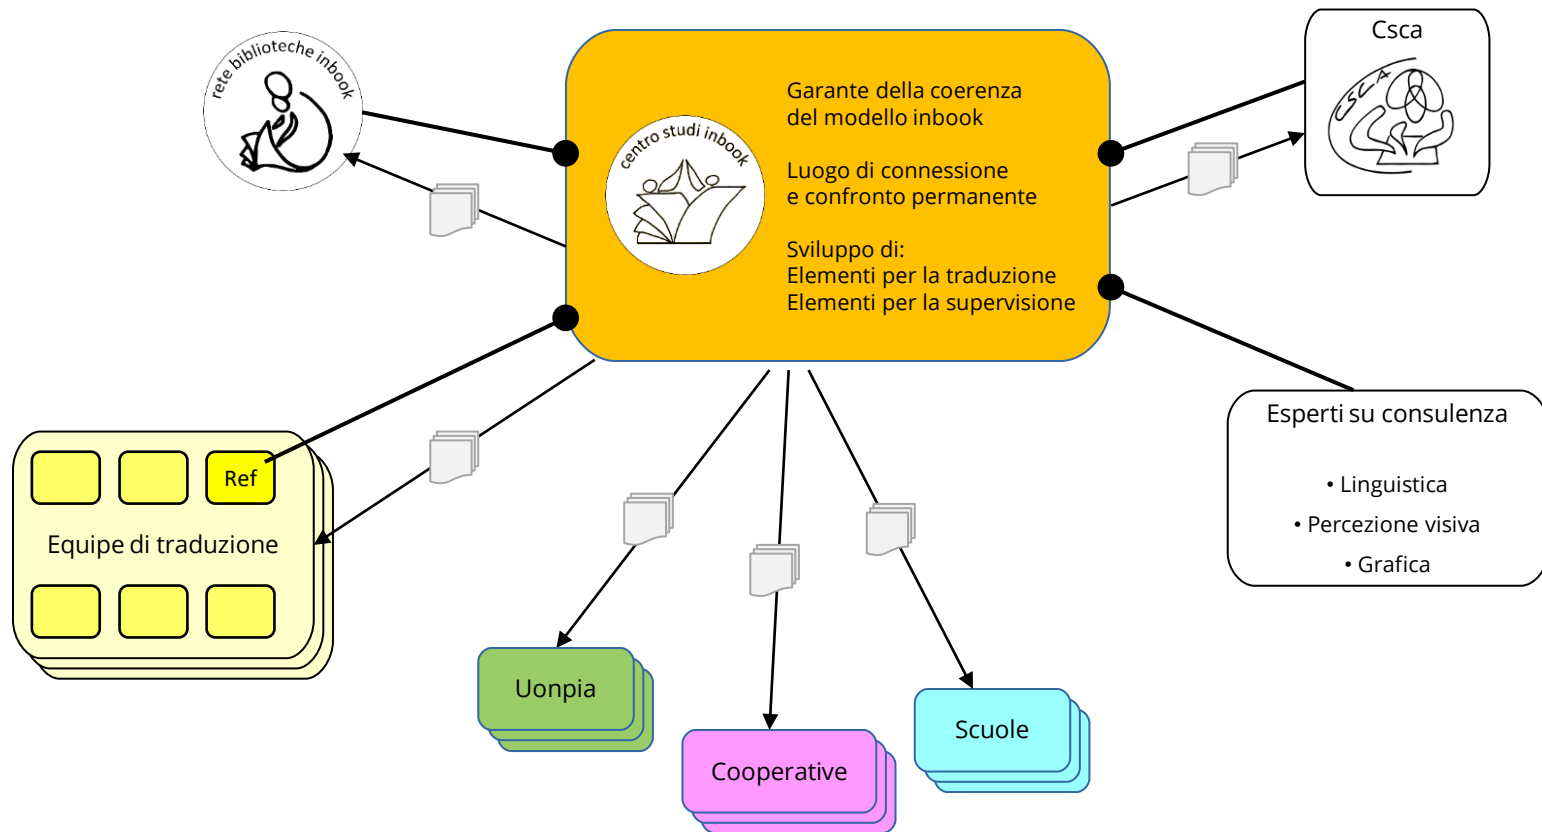 rete biblioteche inbook
centro studi inbook
Garante della coerenza
del modello inbook
Luogo di connessione
e confronto permanente
Sviluppo di:
Elementi per la traduzione
Elementi per la supervisione
Csca
CSCA
Ref
Equipe di traduzione
Esperti su consulenza
• Linguistica
• Percezione visiva
• Grafica
Uonpia
Cooperative
Scuole